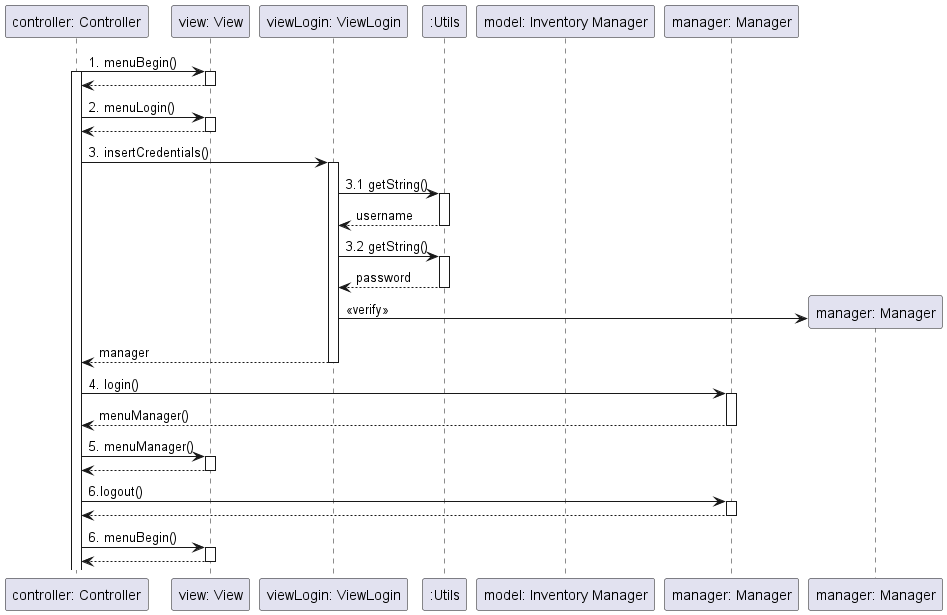 controller: Controller
view: View
viewLogin: ViewLogin
:Utils
model: Inventory Manager
manager: Manager
1. menuBegin()
2. menuLogin()
3. insertCredentials()
3.1 getString()
username
3.2 getString()
password
«verify»
manager: Manager
manager
4. login()
menuManager()
5. menuManager()
6.logout()
6. menuBegin()
controller: Controller
view: View
viewLogin: ViewLogin
:Utils
model: Inventory Manager
manager: Manager
manager: Manager